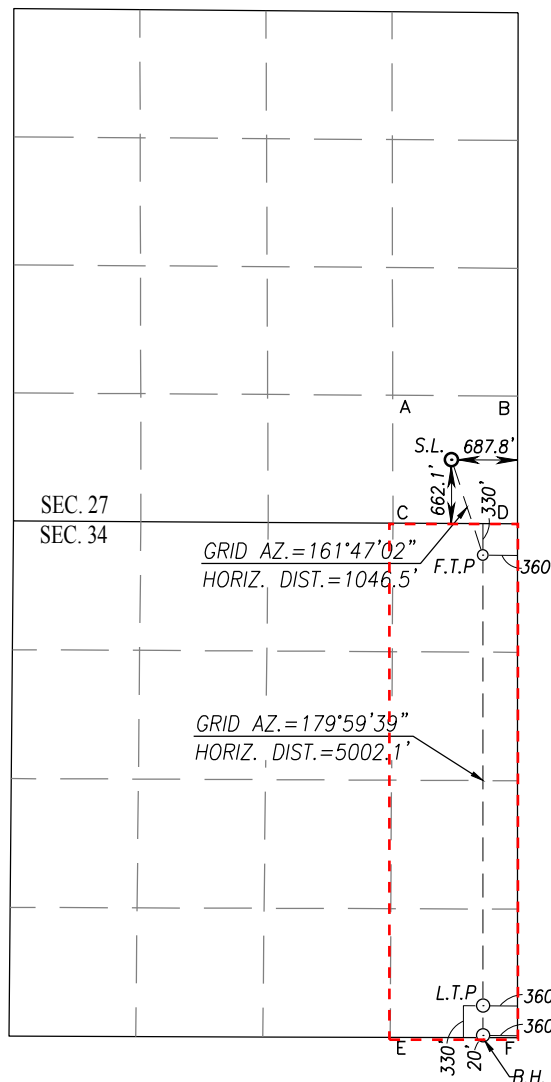 A B
S.L. 687.8'
662.1'
330'
SEC. 27
C D
SEC. 34
GRID AZ.=161°47'02"
HORIZ. DIST.=1046.5'
F.T.P
360
GRID AZ.=179°59'39"
HORIZ. DIST.=5002.1'
L.T.P
360
360
E F
330'
20'
B.H.